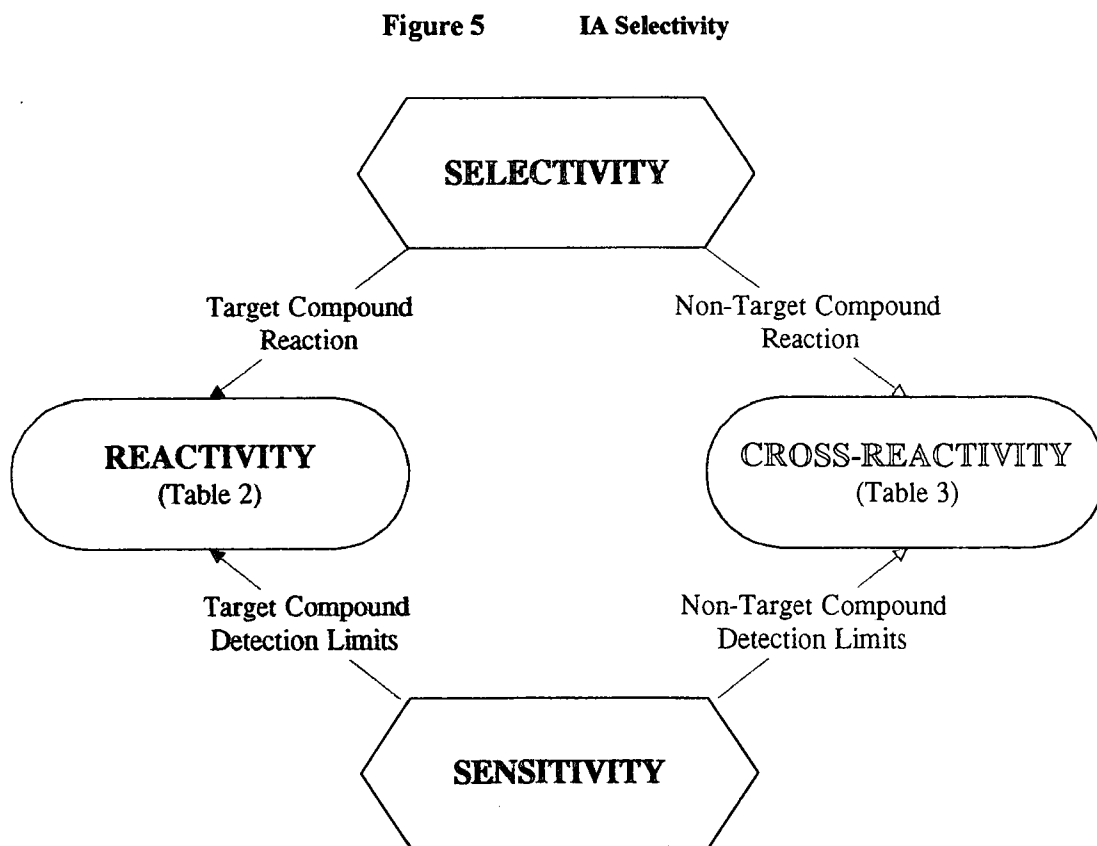 Figure 5 IA Selectivity
SELECTIVITY
Target Compound
Reaction
Non-Target Compound
Reaction
REACTIVITY
(Table 2)
CROSS-REACTIVITY
(Table 3)
Target Compound
Detection Limits
Non-Target Compound
Detection Limits
SENSITIVITY